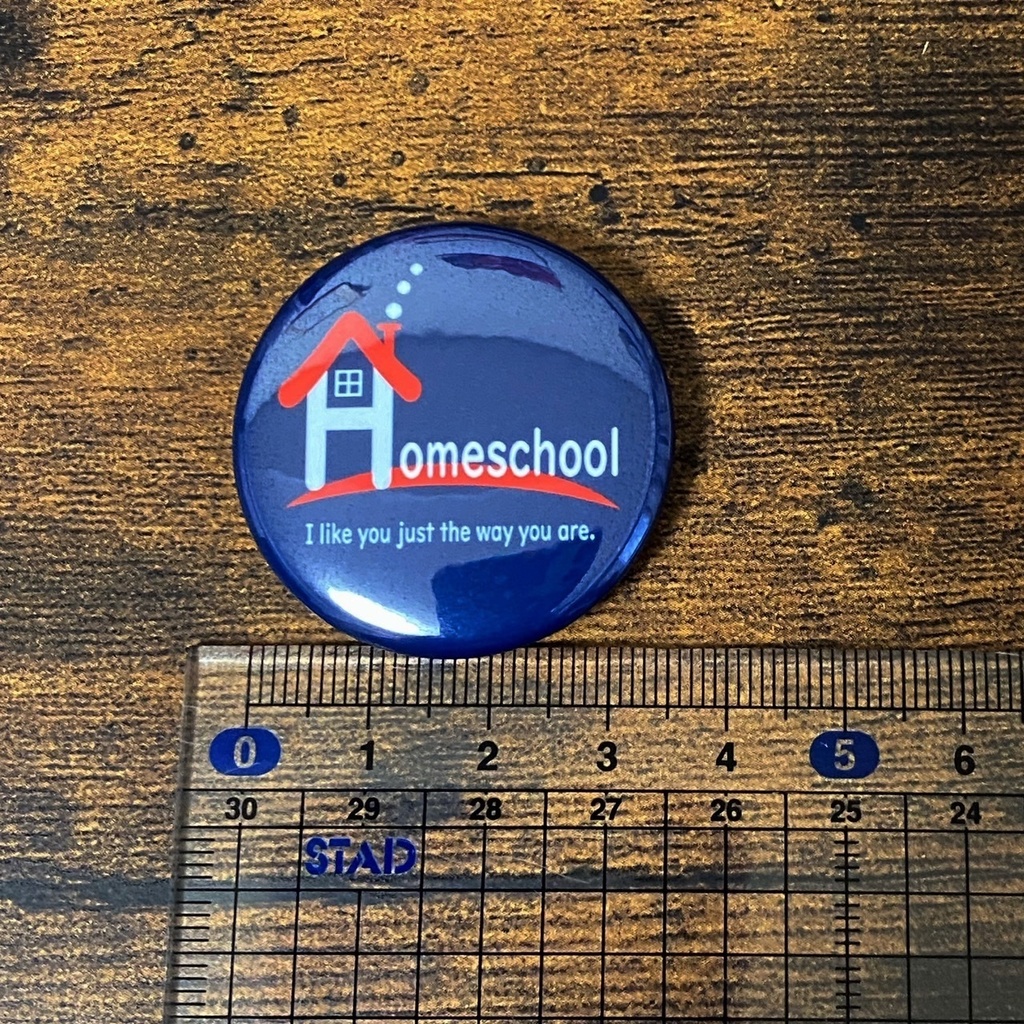 Homeschool
I like you just the way you are.
0 1 2 3 4 5 6
30 29 28 27 26 25 24
STAD